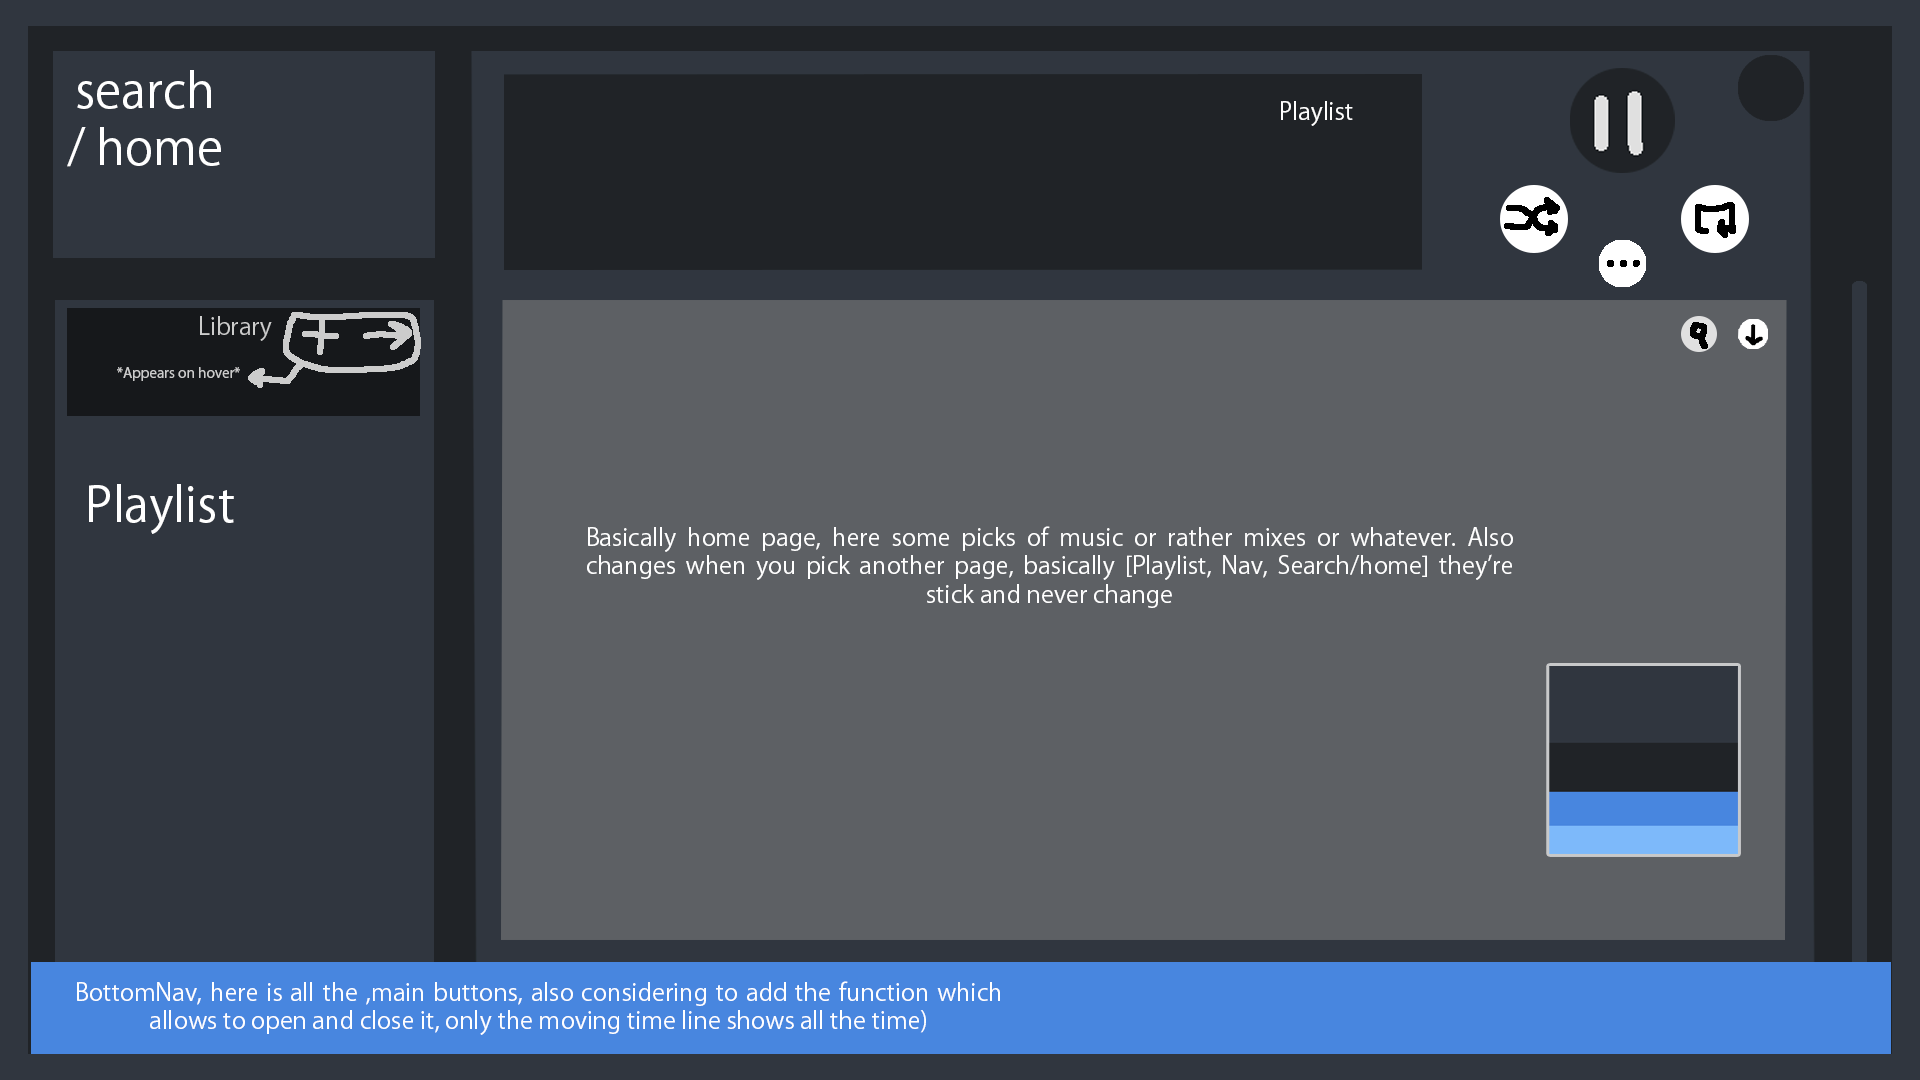 search
/ home
Playlist
Library
*Appears on hover*
Playlist
Basically home page, here some picks of music or rather mixes or whatever. Also
changes when you pick another page, basically [Playlist, Nav, Search/home] they’re
stick and never change
BottomNav, here is all the ,main buttons, also considering to add the function which
allows to open and close it, only the moving time line shows all the time)